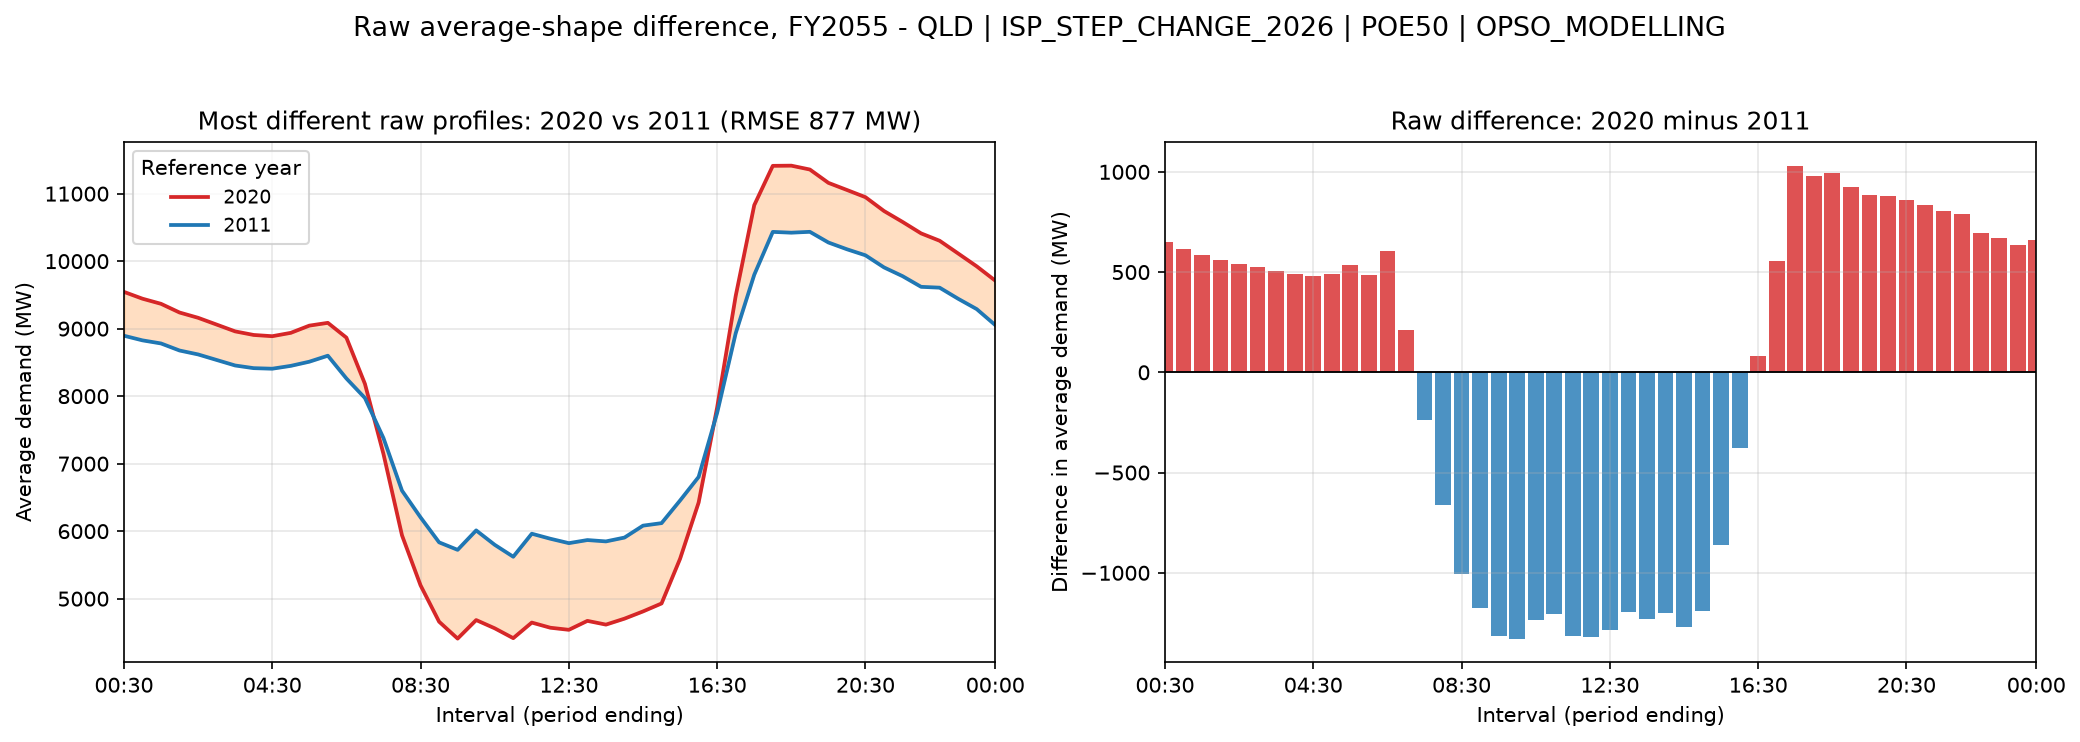 Raw average-shape difference, FY2055 - QLD | ISP_STEP_CHANGE_2026 | POE50 | OPSO_MODELLING
Most different raw profiles: 2020 vs 2011 (RMSE 877 MW)
Reference year
2020
2011
Average demand (MW)
11000
10000
9000
8000
7000
6000
5000
00:30 04:30 08:30 12:30 16:30 20:30 00:00
Interval (period ending)
Raw difference: 2020 minus 2011
Difference in average demand (MW)
1000
500
0
−500
−1000
00:30 04:30 08:30 12:30 16:30 20:30 00:00
Interval (period ending)